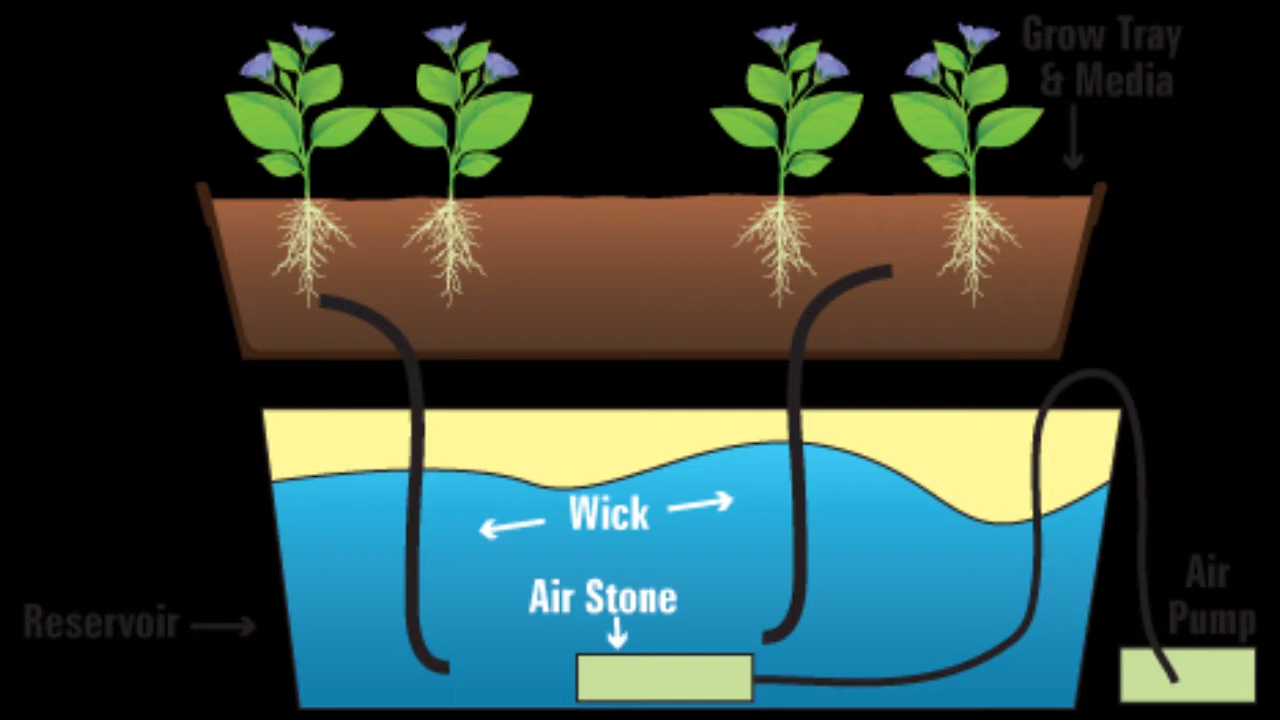 Grow Tray
& Media
Wick
Air Stone
Reservoir
Air
Pump